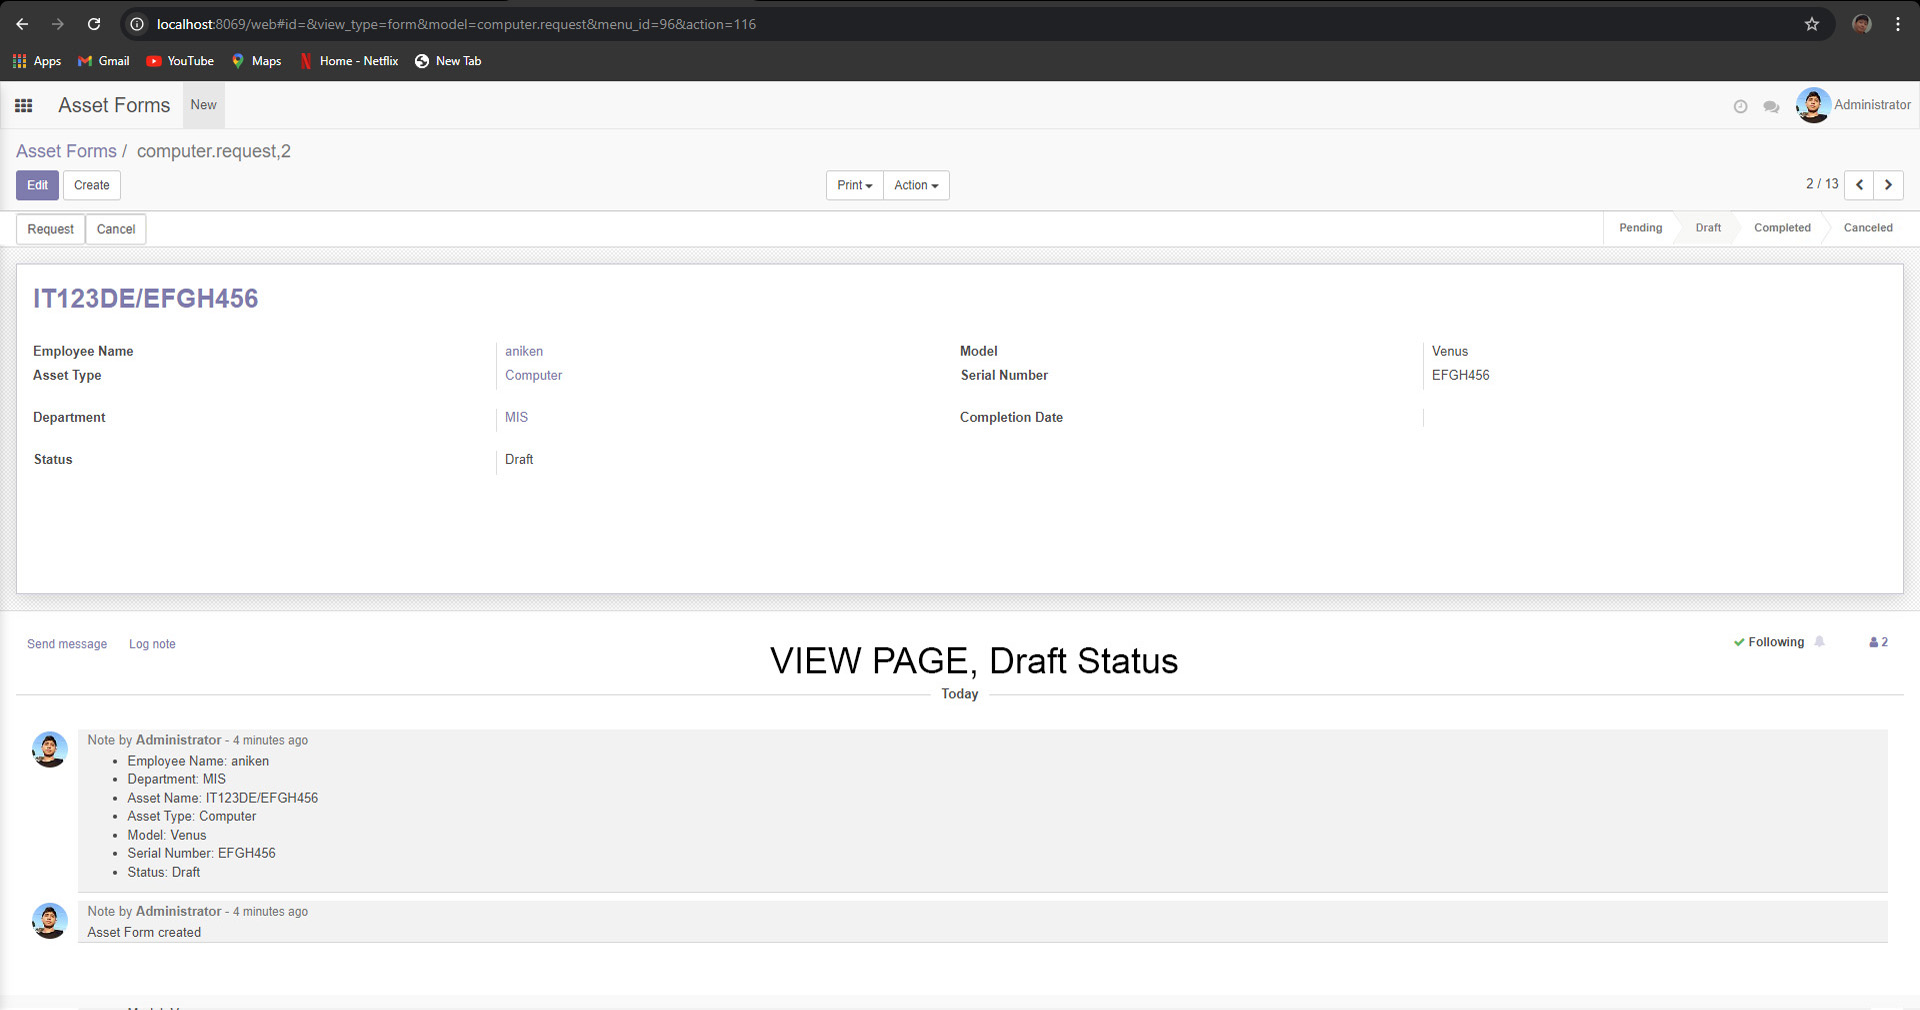 localhost:8069/web#id=&view_type=form&model=computer.request&menu_id=96&action=116
Apps Gmail YouTube Maps Home - Netflix New Tab
Asset Forms New Administrator
Asset Forms / computer.request,2
Edit Create Print Action 2 / 13
Request Cancel Pending Draft Completed Canceled
IT123DE/EFGH456
Employee Name aniken Model Venus
Asset Type Computer Serial Number EFGH456
Department MIS Completion Date
Status Draft
Send message Log note Following 2
VIEW PAGE, Draft Status
Today
Note by Administrator - 4 minutes ago
Employee Name: aniken
Department: MIS
Asset Name: IT123DE/EFGH456
Asset Type: Computer
Model: Venus
Serial Number: EFGH456
Status: Draft
Note by Administrator - 4 minutes ago
Asset Form created